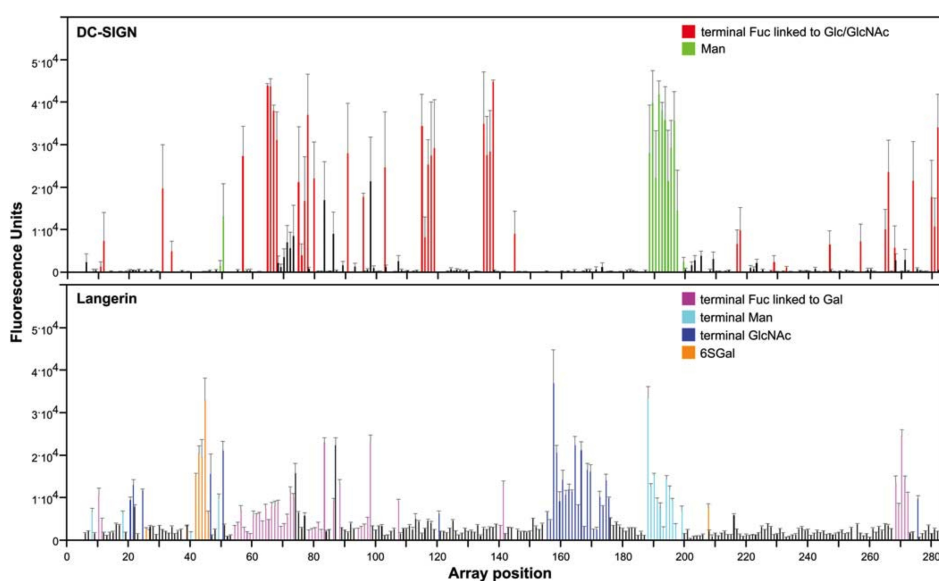 DC-SIGN
terminal Fuc linked to Glc/GlcNAc
Man
5·10⁴
4·10⁴
3·10⁴
2·10⁴
1·10⁴
0
Fluorescence Units
Langerin
terminal Fuc linked to Gal
terminal Man
terminal GlcNAc
6SGal
5·10⁴
4·10⁴
3·10⁴
2·10⁴
1·10⁴
0
0 20 40 60 80 100 120 140 160 180 200 220 240 260 280
Array position